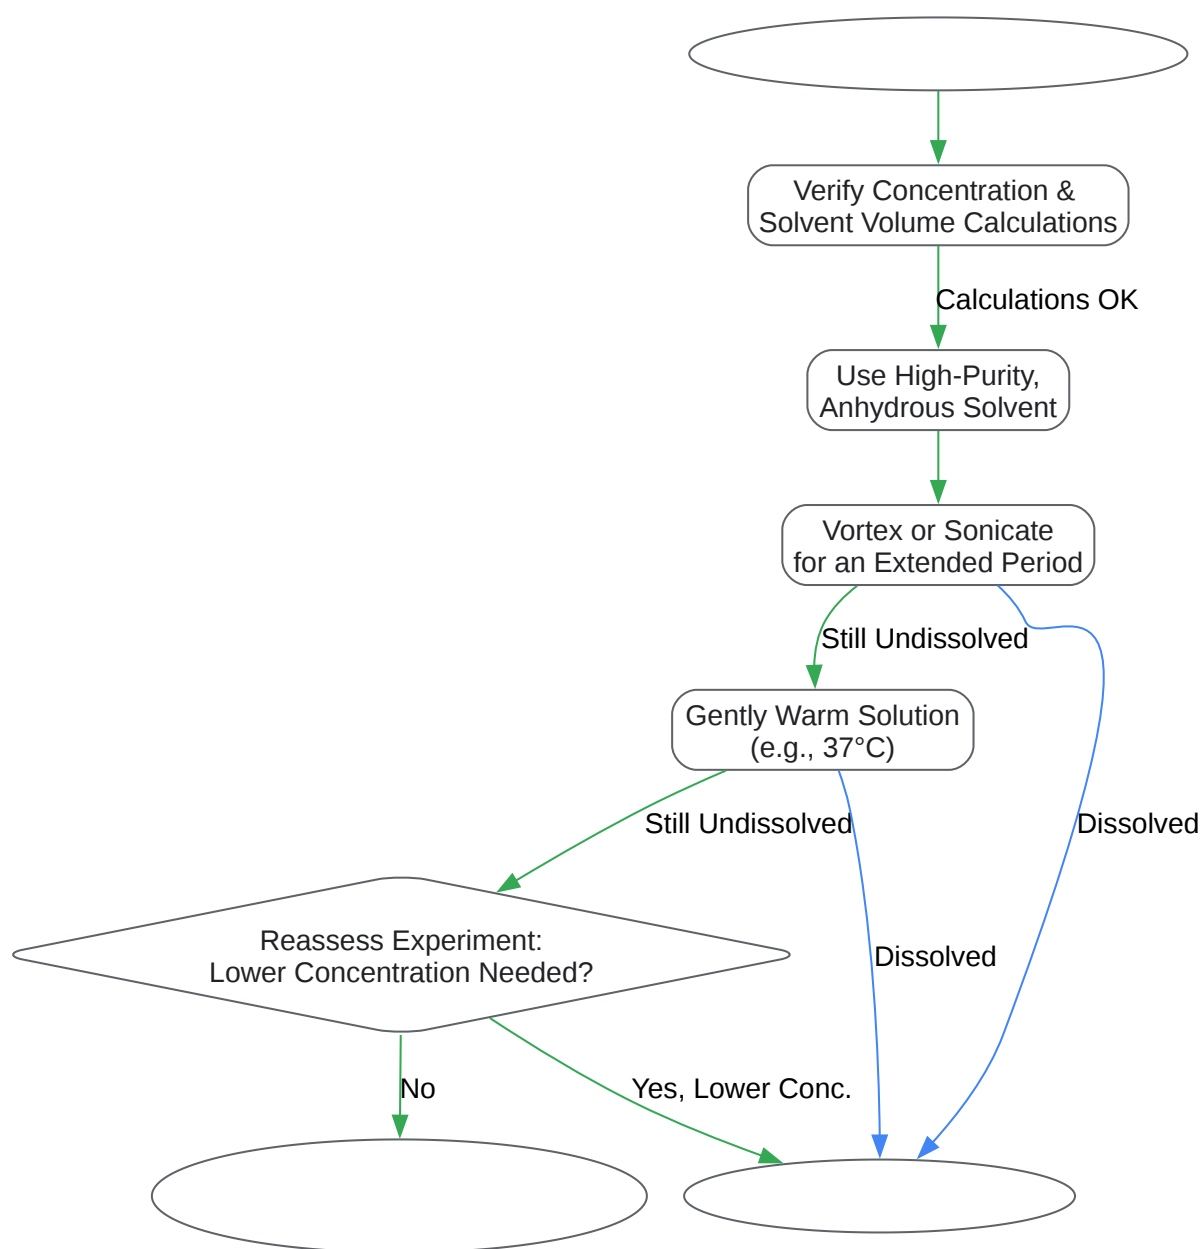 Verify Concentration &
Solvent Volume Calculations
Calculations OK
Use High-Purity,
Anhydrous Solvent
Vortex or Sonicate
for an Extended Period
Still Undissolved
Gently Warm Solution
(e.g., 37°C)
Still Undissolved
Dissolved
Reassess Experiment:
Lower Concentration Needed?
Dissolved
No
Yes, Lower Conc.